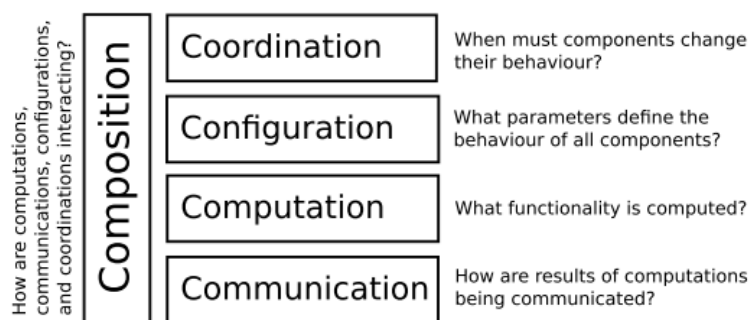 How are computations,
communications, configurations,
and coordinations interacting?
Composition
Coordination
When must components change
their behaviour?
Configuration
What parameters define the
behaviour of all components?
Computation
What functionality is computed?
Communication
How are results of computations
being communicated?